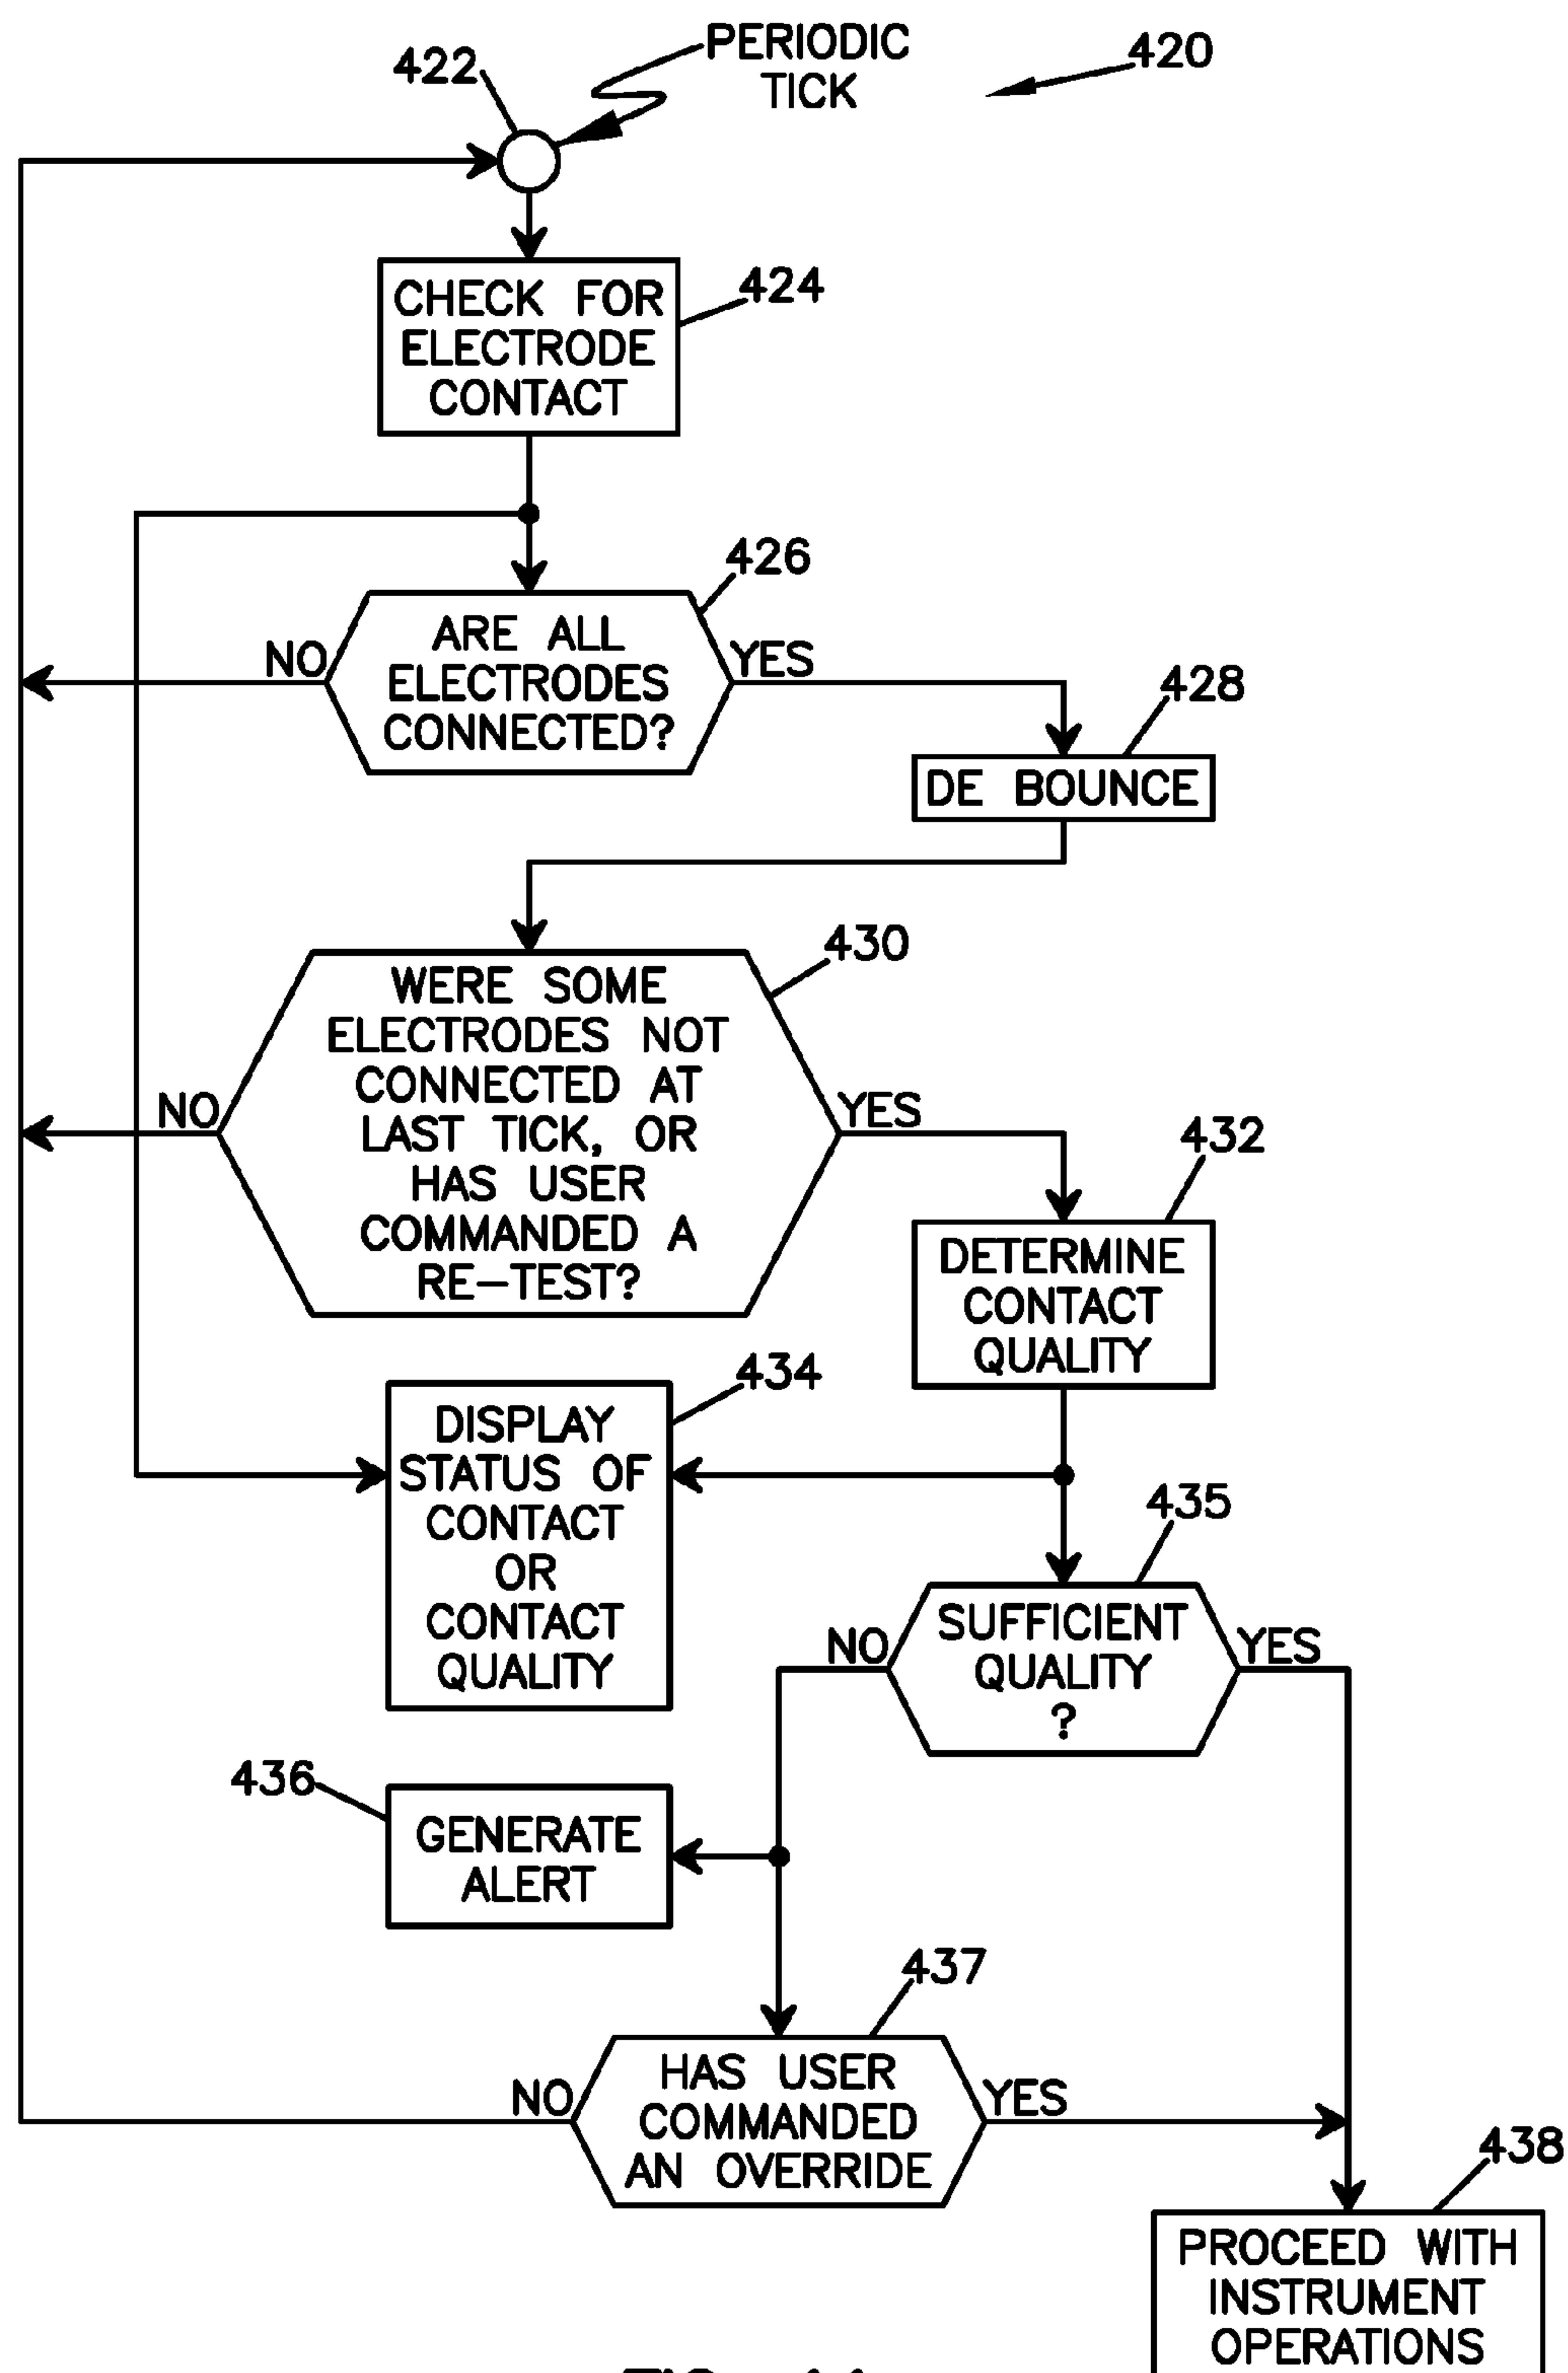 PERIODIC
TICK
420
422
CHECK FOR
ELECTRODE
CONTACT
424
426
ARE ALL
ELECTRODES
CONNECTED?
NO
YES
428
DE BOUNCE
430
WERE SOME
ELECTRODES NOT
CONNECTED AT
LAST TICK, OR
HAS USER
COMMANDED A
RE-TEST?
NO
YES
432
DETERMINE
CONTACT
QUALITY
434
DISPLAY
STATUS OF
CONTACT
OR
CONTACT
QUALITY
435
SUFFICIENT
QUALITY
?
NO
YES
436
GENERATE
ALERT
437
HAS USER
COMMANDED
AN OVERRIDE
NO
YES
438
PROCEED WITH
INSTRUMENT
OPERATIONS